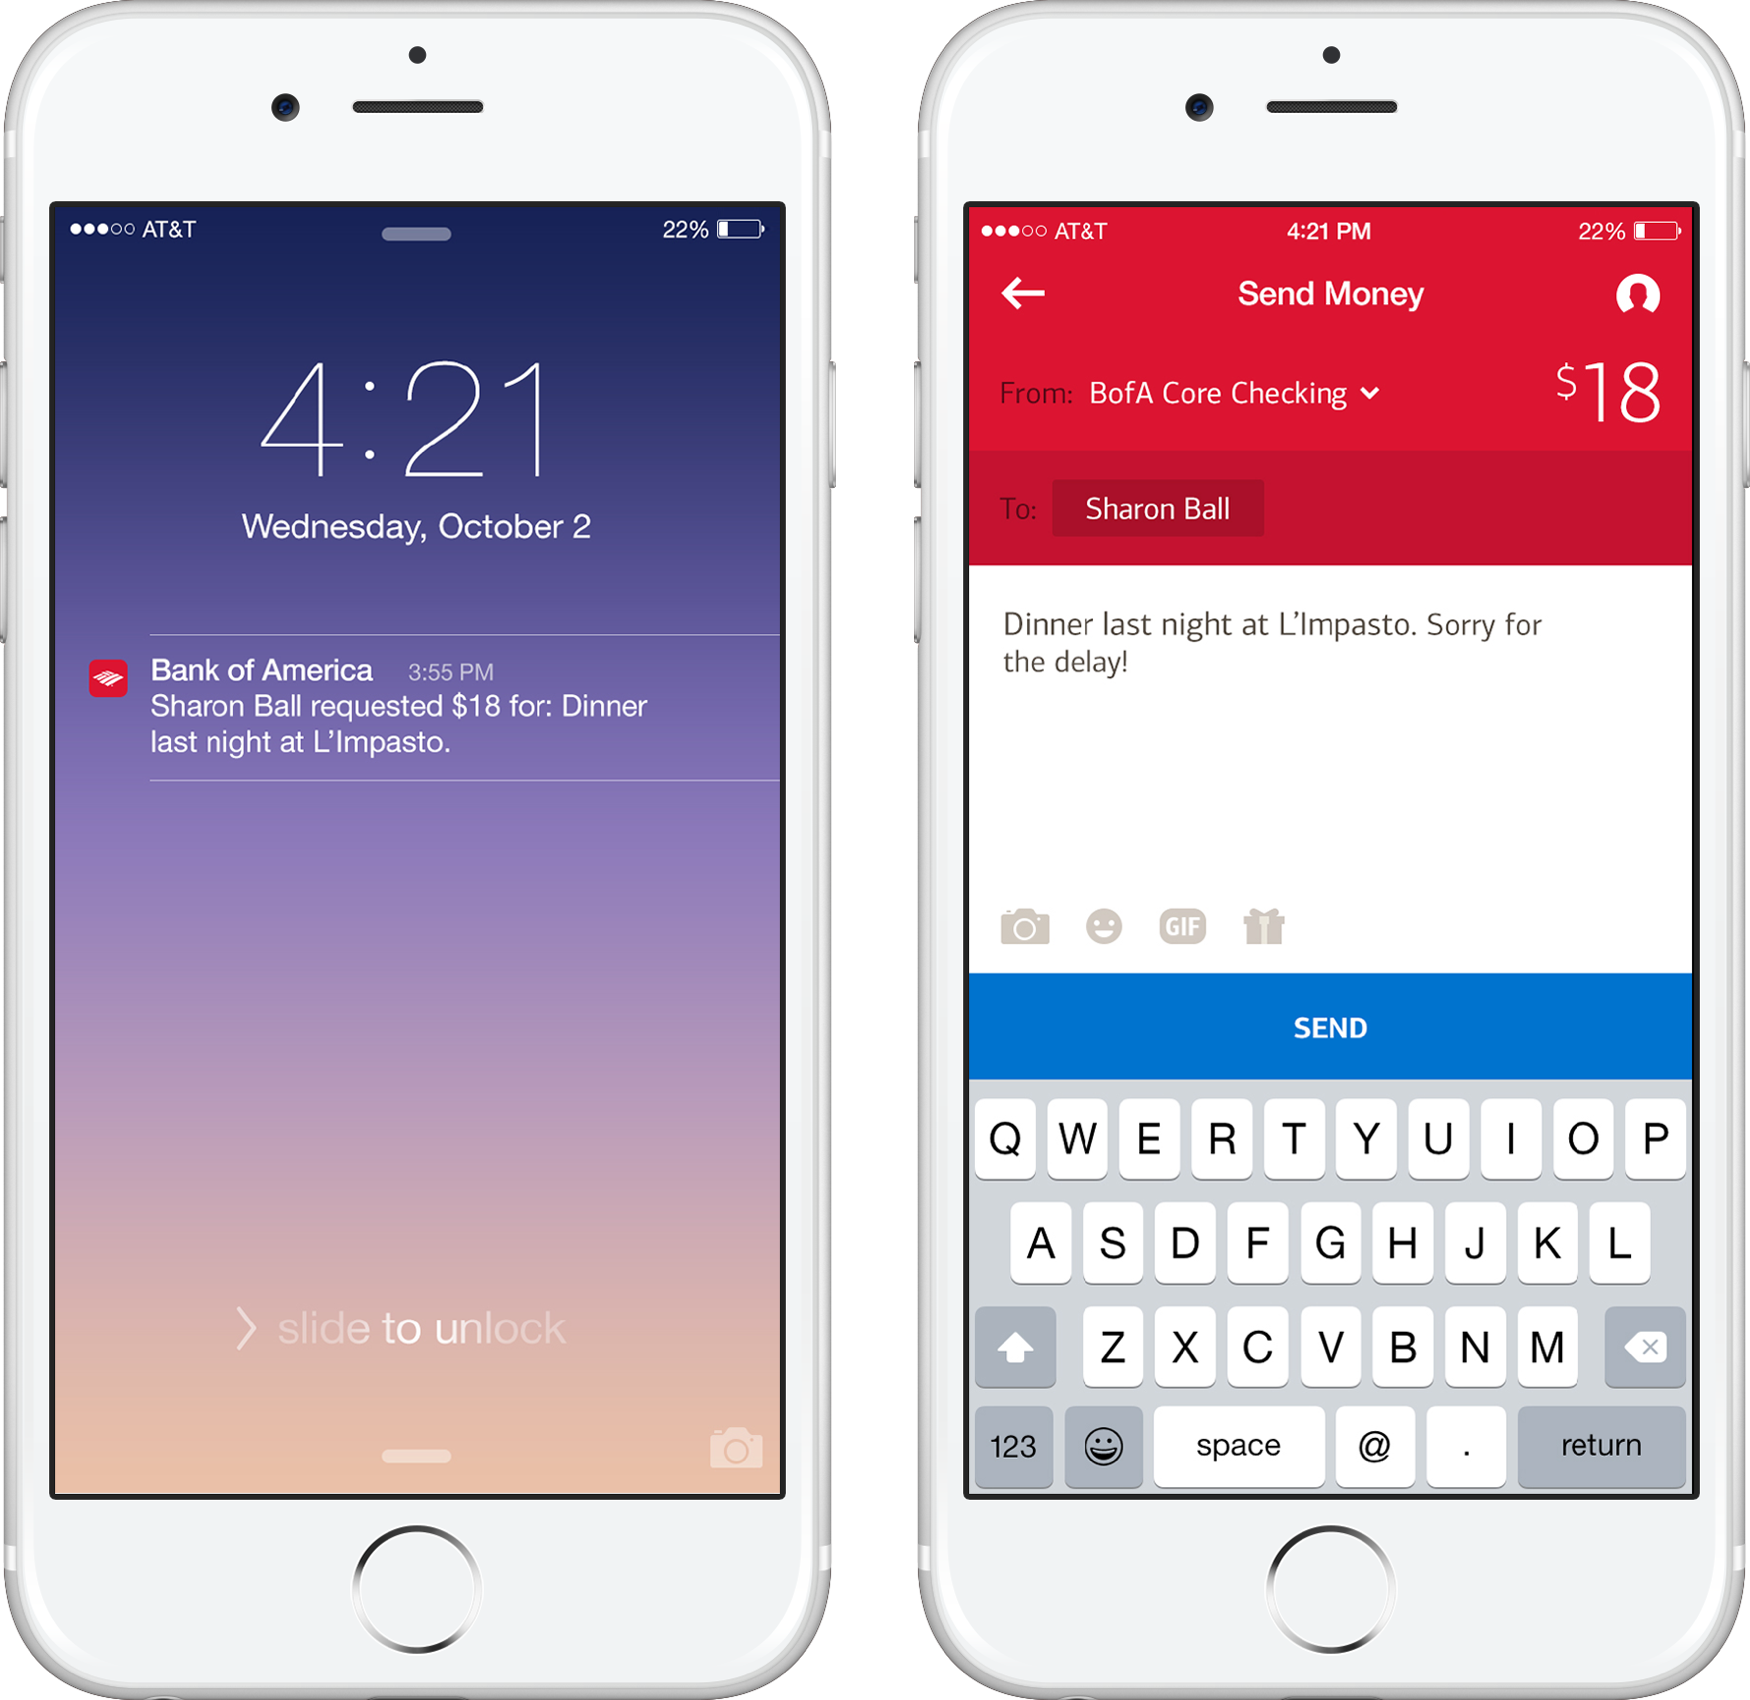 AT&T 22%
4:21
Wednesday, October 2
Bank of America 3:55 PM
Sharon Ball requested $18 for: Dinner
last night at L’Impasto.
slide to unlock
AT&T 4:21 PM 22%
Send Money
From: BofA Core Checking $18
To: Sharon Ball
Dinner last night at L’Impasto. Sorry for
the delay!
GIF
SEND
Q W E R T Y U I O P
A S D F G H J K L
Z X C V B N M
123 space @ . return